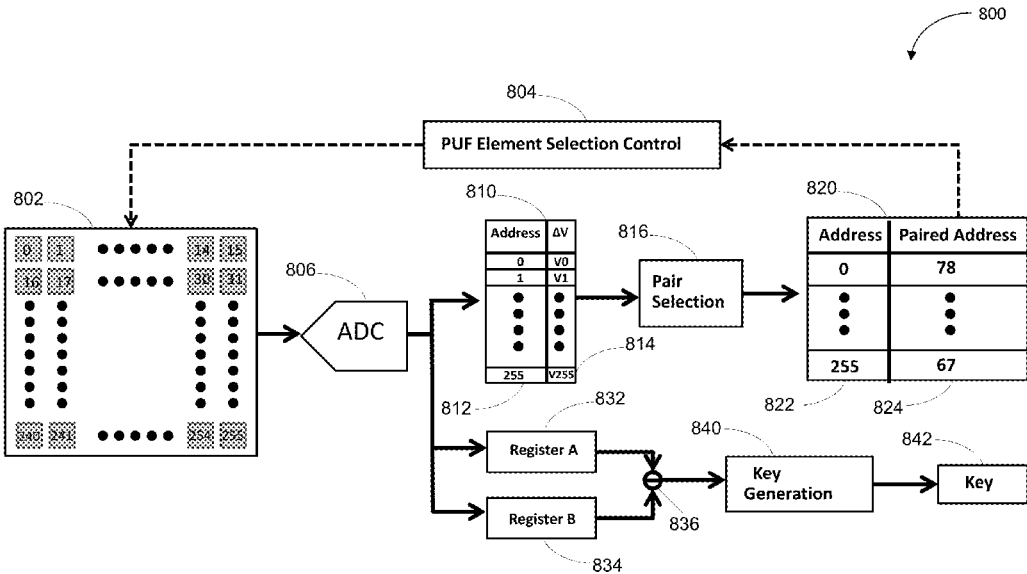 800
804
PUF Element Selection Control
802
0 1 14 15
16 17 30 31
240 241 254 255
806
ADC
810
Address ΔV
0 V0
1 V1
255 V255
812
814
816
Pair
Selection
820
Address Paired Address
0 78
255 67
822
824
832
Register A
Register B
834
836
840
Key
Generation
842
Key